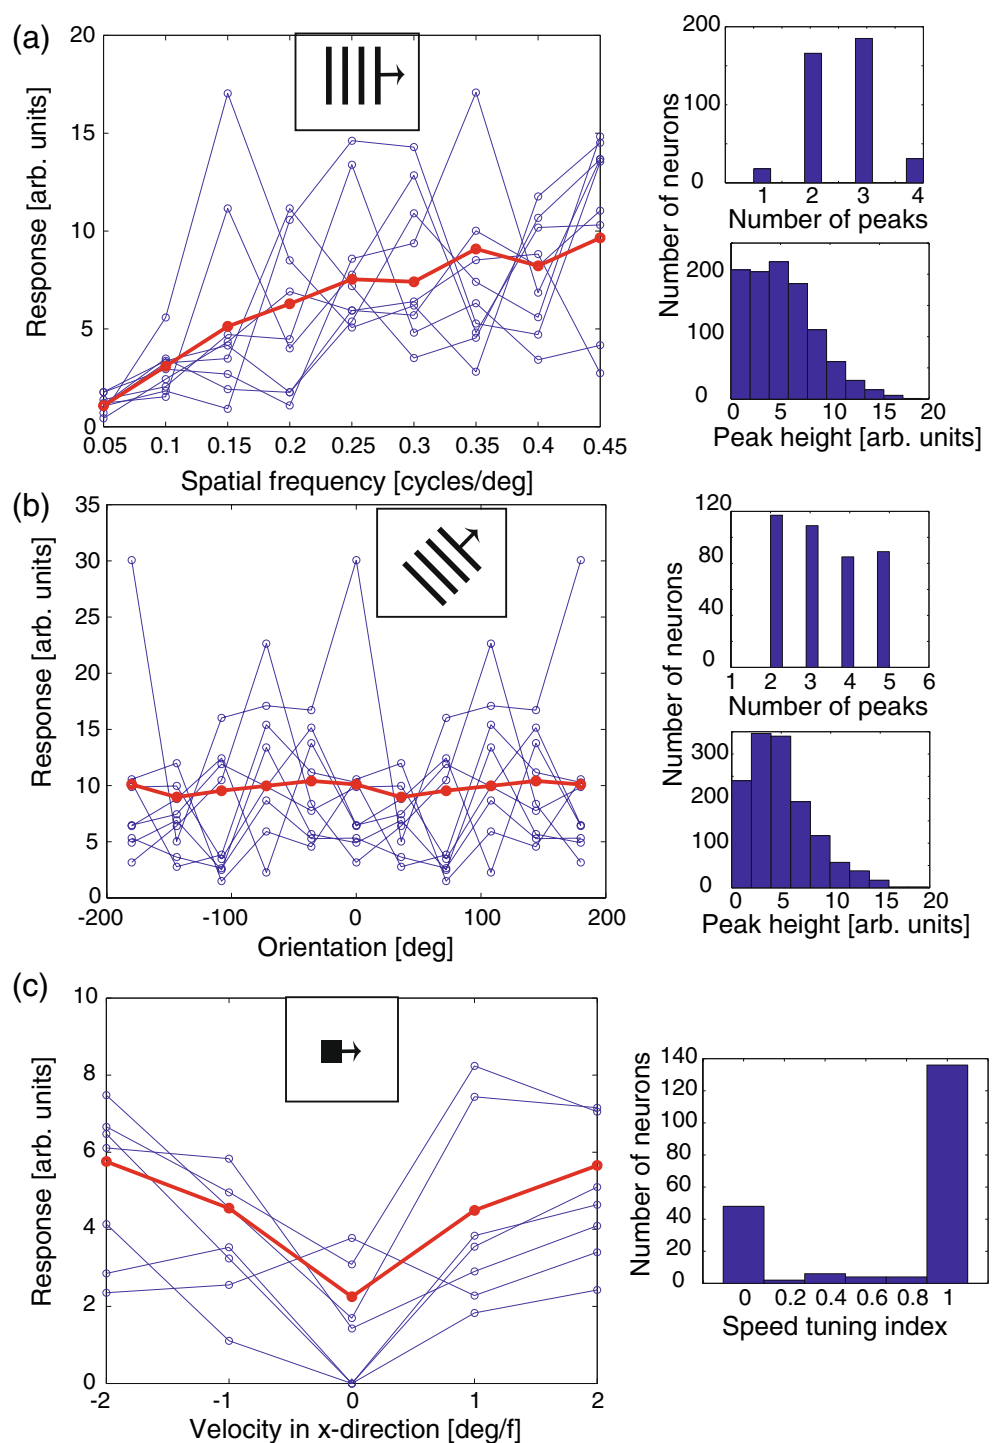 (a)
Response [arb. units]
20
15
10
5
0
0.05 0.1 0.15 0.2 0.25 0.3 0.35 0.4 0.45
Spatial frequency [cycles/deg]
Number of neurons
200
100
0
1 2 3 4
Number of peaks
Number of neurons
200
100
0
0 5 10 15 20
Peak height [arb. units]
(b)
Response [arb. units]
35
30
25
20
15
10
5
0
-200 -100 0 100 200
Orientation [deg]
Number of neurons
120
80
40
0
1 2 3 4 5 6
Number of peaks
Number of neurons
300
200
100
0
0 5 10 15 20
Peak height [arb. units]
(c)
Response [arb. units]
10
8
6
4
2
0
-2 -1 0 1 2
Velocity in x-direction [deg/f]
Number of neurons
140
120
100
80
60
40
20
0
0 0.2 0.4 0.6 0.8 1
Speed tuning index